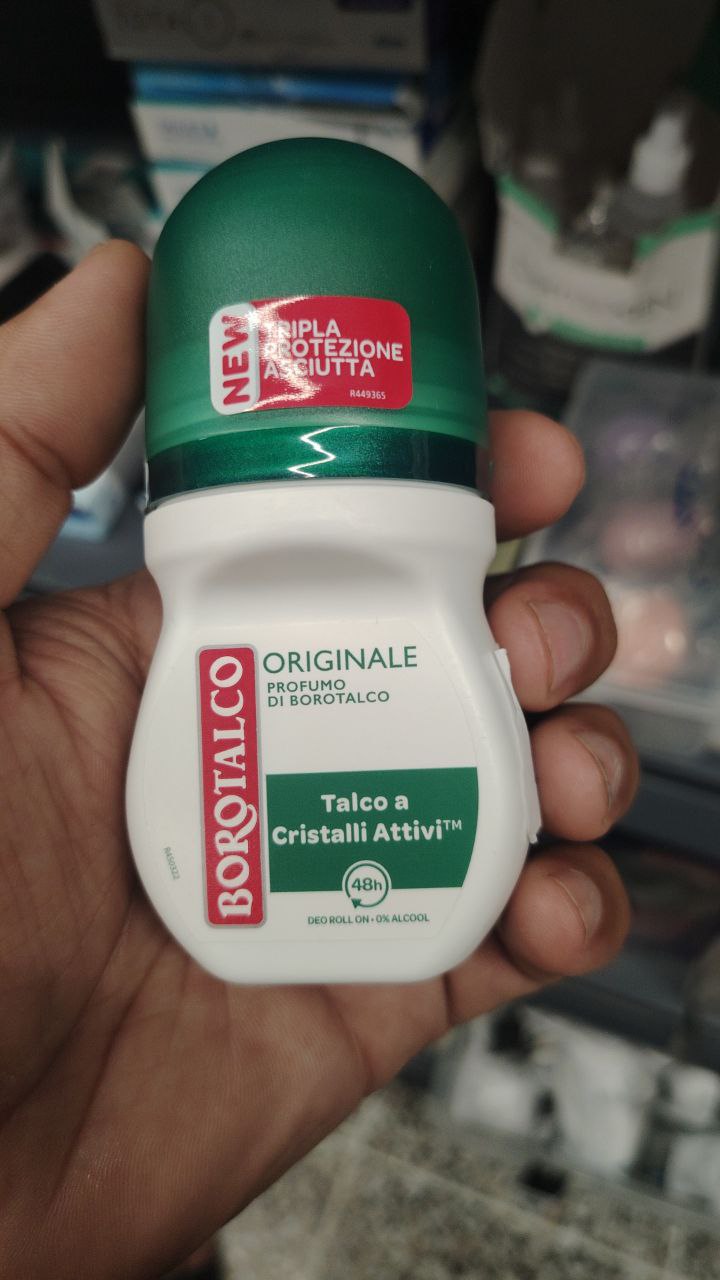 NEW
TRIPLA
PROTEZIONE
ASCIUTTA
R449365
BOROTALCO
ORIGINALE
PROFUMO
DI BOROTALCO
Talco a
Cristalli Attivi™
48h
DEO ROLL ON • 0% ALCOOL
R450322